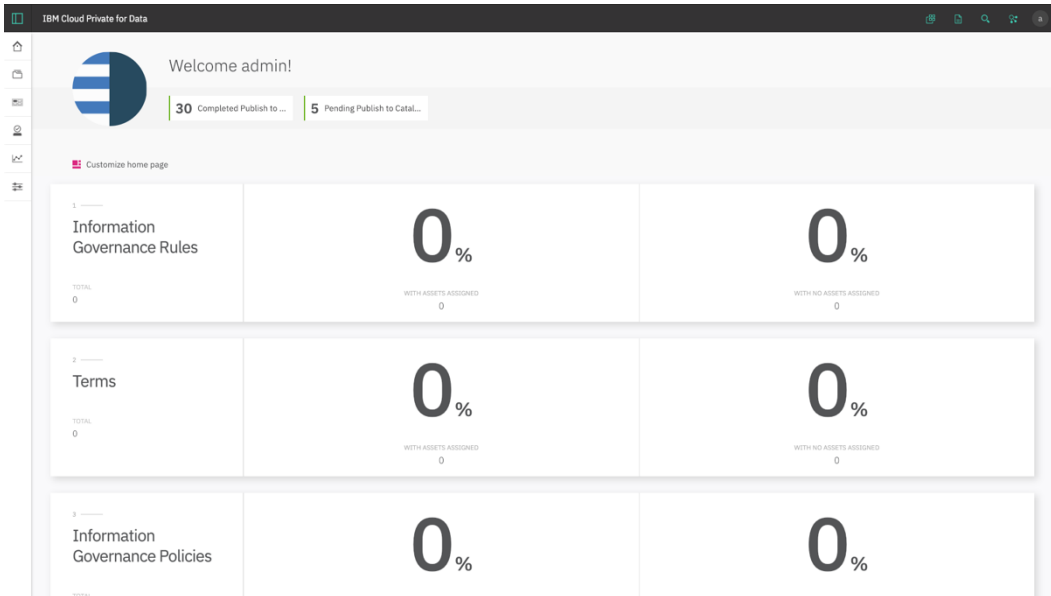 IBM Cloud Private for Data
a
Welcome admin!
30 Completed Publish to ...
5 Pending Publish to Catal...
Customize home page
1
Information
Governance Rules
TOTAL
0
0%
WITH ASSETS ASSIGNED
0
0%
WITH NO ASSETS ASSIGNED
0
2
Terms
TOTAL
0
0%
WITH ASSETS ASSIGNED
0
0%
WITH NO ASSETS ASSIGNED
0
3
Information
Governance Policies
TOTAL
0%
0%